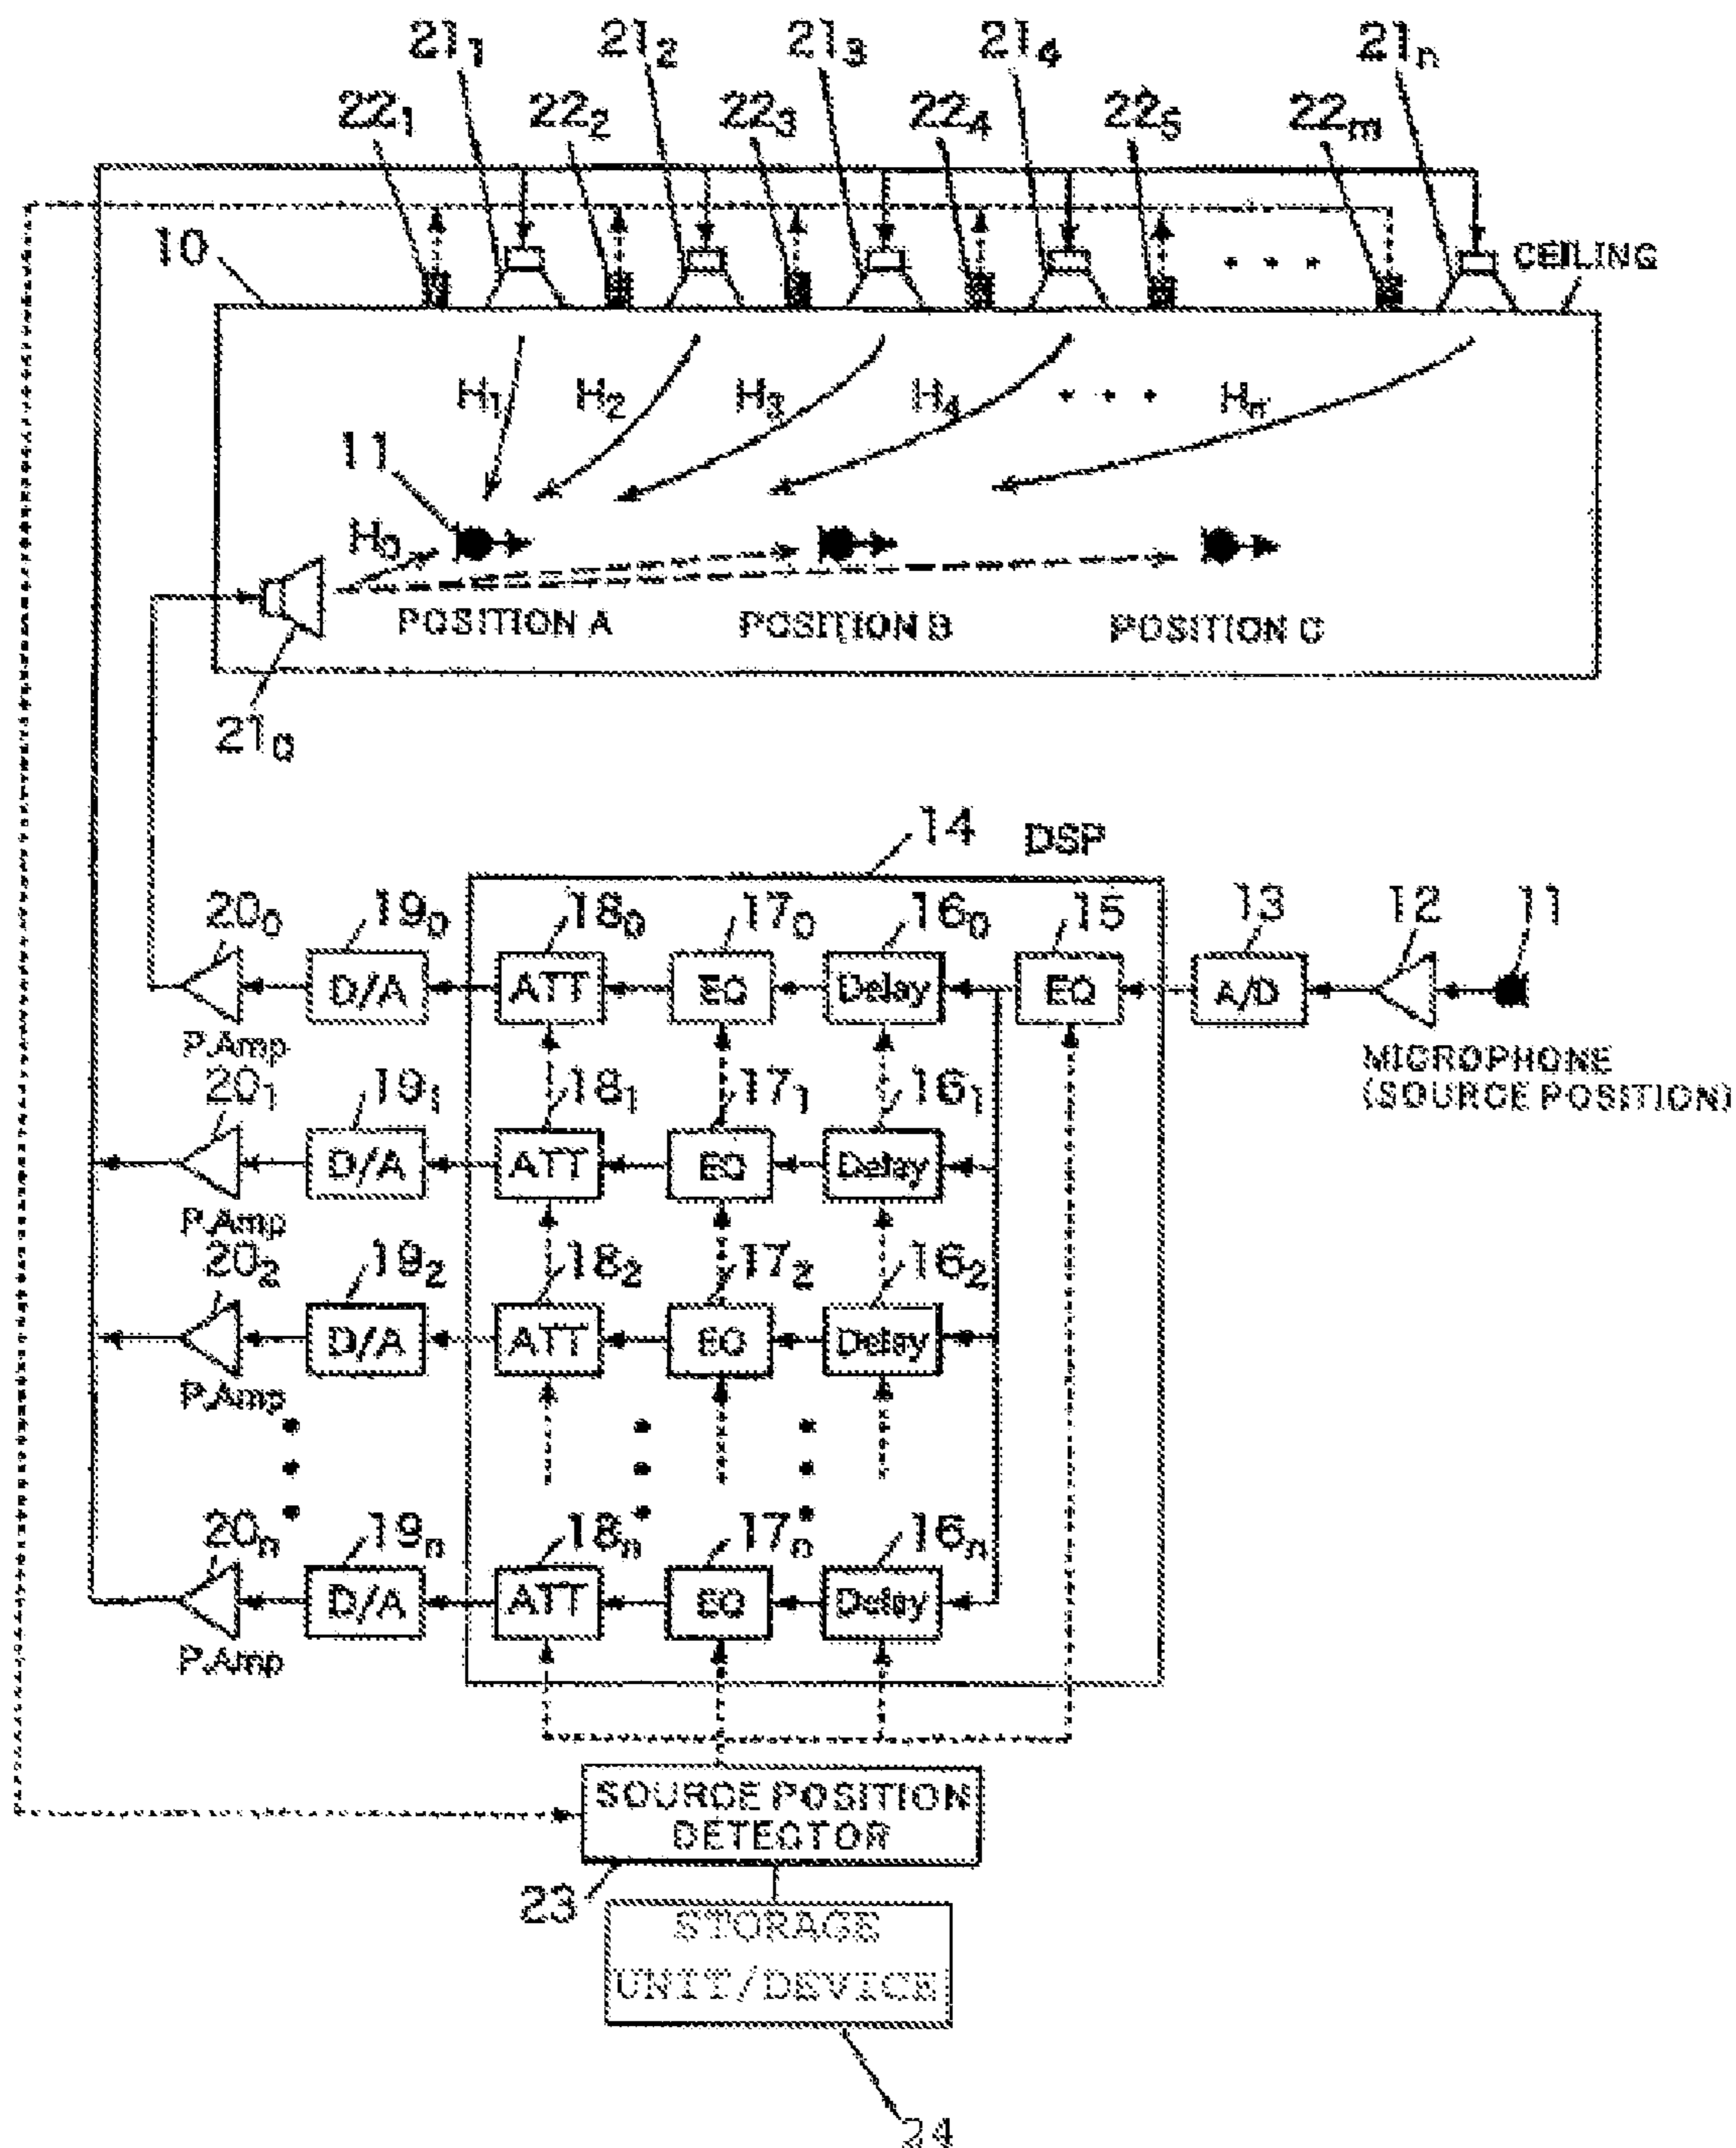 21₁ 21₂ 21₃ 21₄ 21ₙ
22₁ 22₂ 22₃ 22₄ 22₅ 22ₘ
10
CEILING
H₁ H₂ H₃ H₄ Hₙ
11
H₀
POSITION A POSITION B POSITION C
21₀
14 DSP
20₀ 19₀ 18₀ 17₀ 16₀ 15 13 12 11
D/A ATT EQ Delay EQ A/D
P.Amp
MICROPHONE
(SOURCE POSITION)
20₁ 19₁ 18₁ 17₁ 16₁
D/A ATT EQ Delay
P.Amp
20₂ 19₂ 18₂ 17₂ 16₂
D/A ATT EQ Delay
P.Amp
20ₙ 19ₙ 18ₙ 17ₙ 16ₙ
D/A ATT EQ Delay
P.Amp
SOURCE POSITION
DETECTOR
23
STORAGE
UNIT/DEVICE
24